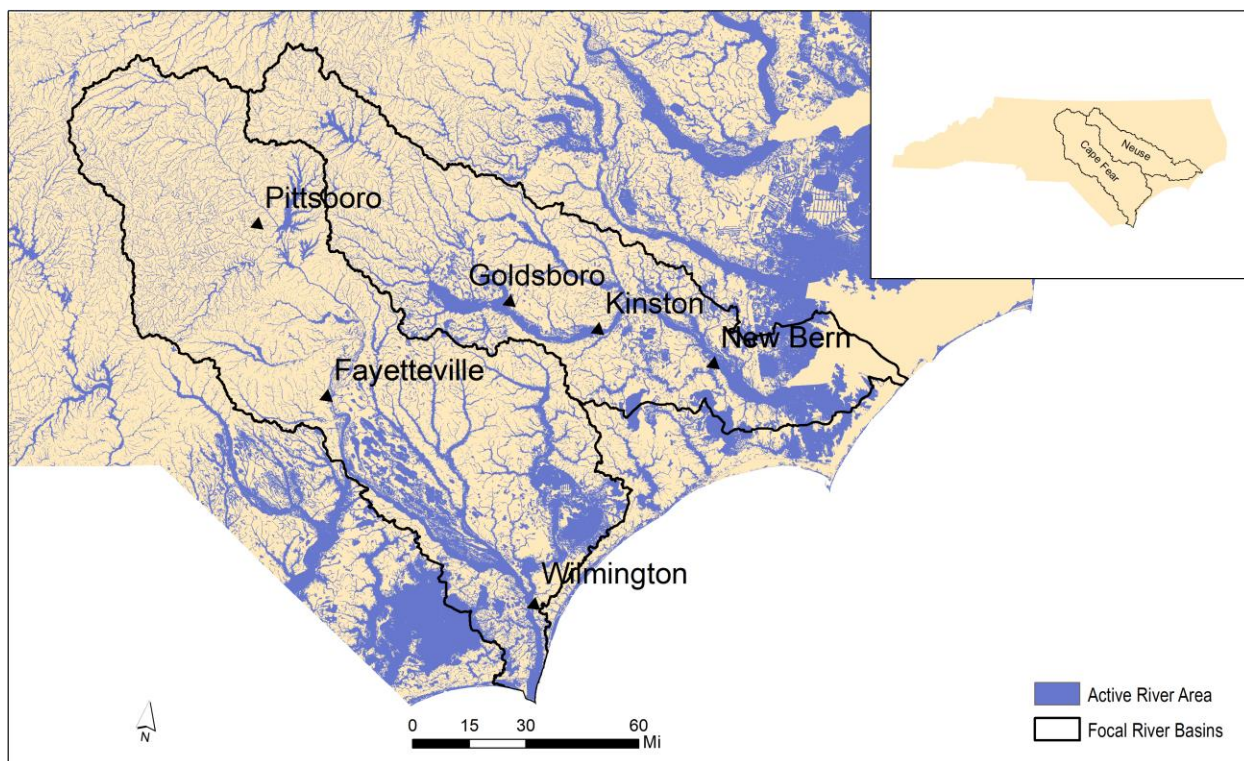 Pittsboro
Goldsboro
Kinston
New Bern
Fayetteville
Wilmington
Neuse
Cape Fear
N
0 15 30 60
Mi
Active River Area
Focal River Basins